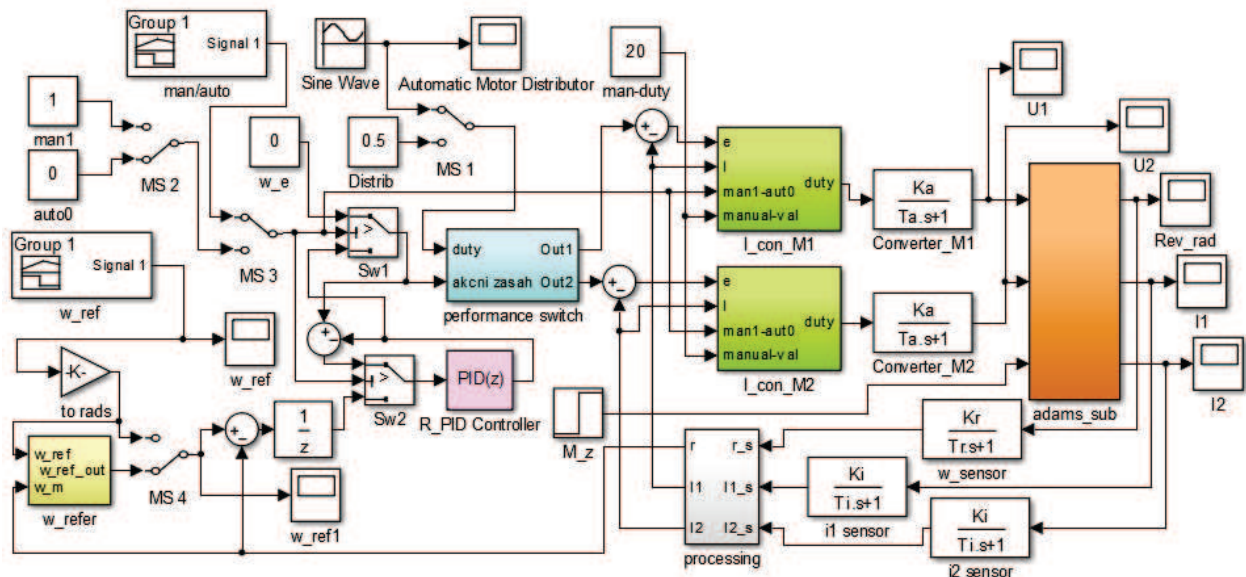 Group 1
Signal 1
man/auto
Sine Wave
Automatic Motor Distributor
20
man-duty
U1
U2
1
man1
0
auto0
MS 2
0
w_e
0.5
Distrib
MS 1
+
-
e
I
man1-aut0
manual-val
duty
I_con_M1
Ka
Ta.s+1
Converter_M1
Rev_rad
Group 1
Signal 1
w_ref
MS 3
>
Sw1
duty
akcni zasah
Out1
Out2
performance switch
+
-
e
I
man1-aut0
manual-val
duty
I_con_M2
Ka
Ta.s+1
Converter_M2
I1
I2
adams_sub
w_ref
-K-
to rads
+
-
>
Sw2
PID(z)
R_PID Controller
M_z
w_ref
w_ref_out
w_m
w_refer
MS 4
+
-
1
z
w_ref1
r
r_s
I1
I1_s
I2
I2_s
processing
Kr
Tr.s+1
w_sensor
Ki
Ti.s+1
i1 sensor
Ki
Ti.s+1
i2 sensor